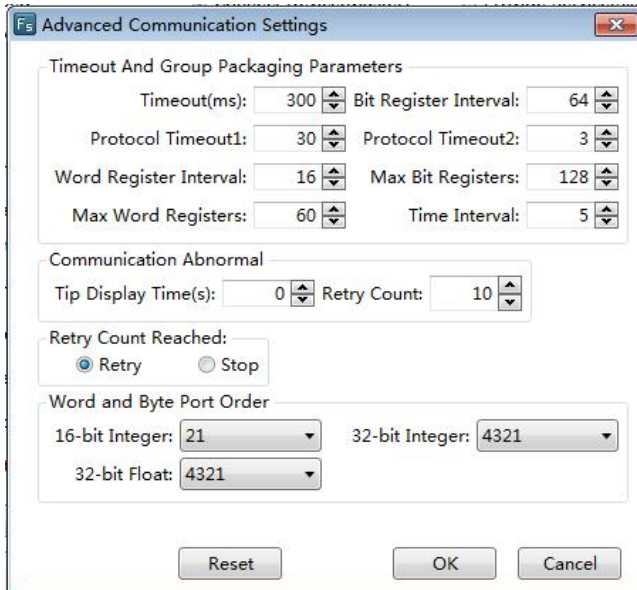 Fs Advanced Communication Settings
Timeout And Group Packaging Parameters
Timeout(ms): 300 Bit Register Interval: 64
Protocol Timeout1: 30 Protocol Timeout2: 3
Word Register Interval: 16 Max Bit Registers: 128
Max Word Registers: 60 Time Interval: 5
Communication Abnormal
Tip Display Time(s): 0 Retry Count: 10
Retry Count Reached:
Retry Stop
Word and Byte Port Order
16-bit Integer: 21 32-bit Integer: 4321
32-bit Float: 4321
Reset OK Cancel